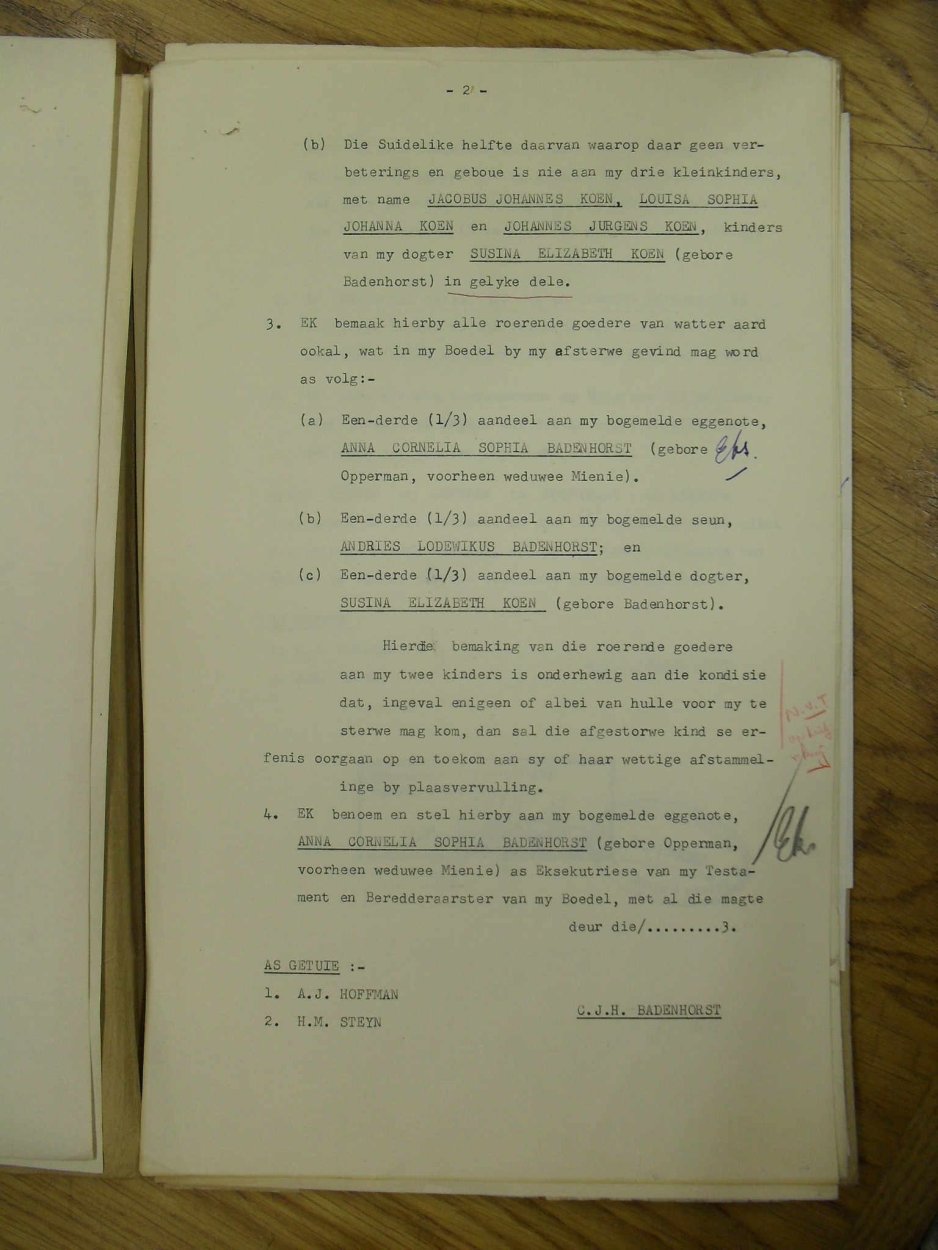 - 2 -
(b) Die Suidelike helfte daarvan waarop daar geen ver-
beterings en geboue is nie aan my drie kleinkinders,
met name JACOBUS JOHANNES KOEN, LOUISA SOPHIA
JOHANNA KOEN en JOHANNES JURGENS KOEN, kinders
van my dogter SUSINA ELIZABETH KOEN (gebore
Badenhorst) in gelyke dele.
3. EK bemaak hierby alle roerende goedere van watter aard
ookal, wat in my Boedel by my afsterwe gevind mag word
as volg:-
(a) Een-derde (1/3) aandeel aan my bogemelde eggenote,
ANNA CORNELIA SOPHIA BADENHORST (gebore
Opperman, voorheen weduwee Mienie).
(b) Een-derde (1/3) aandeel aan my bogemelde seun,
ANDRIES LODEWIKUS BADENHORST; en
(c) Een-derde (1/3) aandeel aan my bogemelde dogter,
SUSINA ELIZABETH KOEN (gebore Badenhorst).
Hierdie bemaking van die roerende goedere
aan my twee kinders is onderhewig aan die kondisie
dat, ingeval enigeen of albei van hulle voor my te
sterwe mag kom, dan sal die afgestorwe kind se er-
fenis oorgaan op en toekom aan sy of haar wettige afstammel-
inge by plaasvervulling.
4. EK benoem en stel hierby aan my bogemelde eggenote,
ANNA CORNELIA SOPHIA BADENHORST (gebore Opperman,
voorheen weduwee Mienie) as Eksekutriese van my Testa-
ment en Beredderaarster van my Boedel, met al die magte
deur die/.........3.
AS GETUIE :-
1. A.J. HOFFMAN
C.J.H. BADENHORST
2. H.M. STEYN